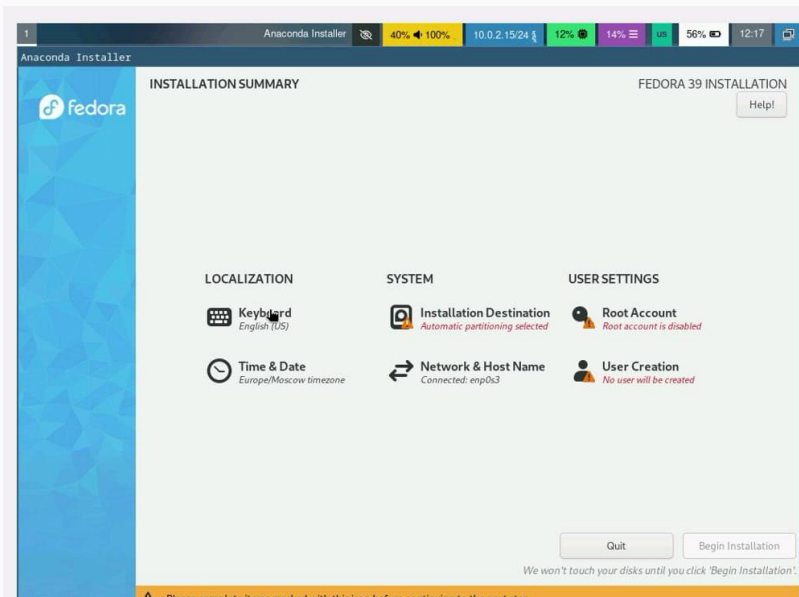 1 Anaconda Installer 40% 100% 10.0.2.15/24 12% 14% us 56% 12:17
Anaconda Installer
fedora
INSTALLATION SUMMARY
FEDORA 39 INSTALLATION
Help!
LOCALIZATION
SYSTEM
USER SETTINGS
Keyboard
English (US)
Installation Destination
Automatic partitioning selected
Root Account
Root account is disabled
Time & Date
Europe/Moscow timezone
Network & Host Name
Connected: enp0s3
User Creation
No user will be created
Quit
Begin Installation
We won't touch your disks until you click 'Begin Installation'.